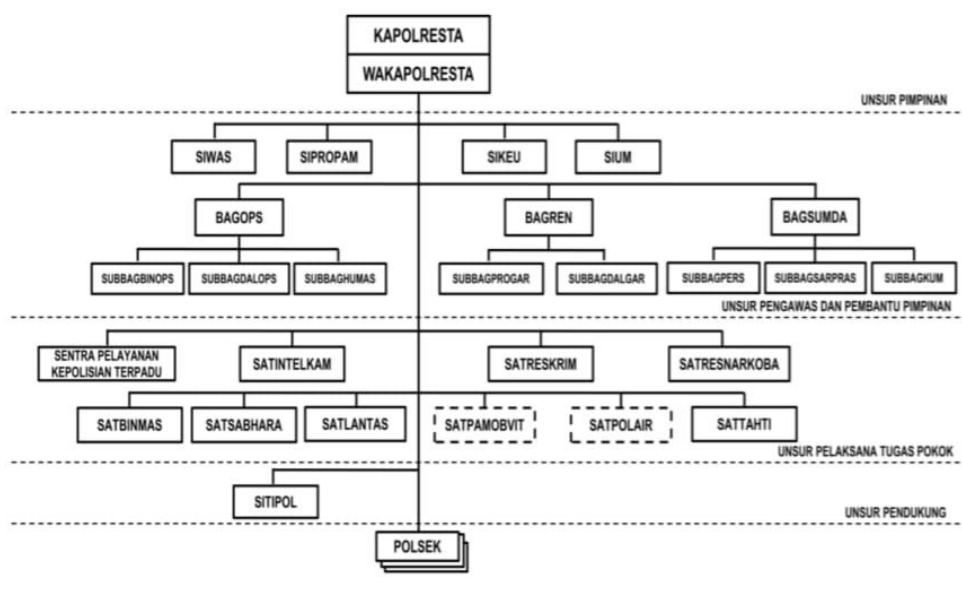 KAPOLRESTA
WAKAPOLRESTA
UNSUR PIMPINAN
SIWAS
SIPROPAM
SIKEU
SIUM
BAGOPS
BAGREN
BAGSUMDA
SUBBAGBINOPS
SUBBAGDALOPS
SUBBAGHUMAS
SUBBAGPROGAR
SUBBAGDALGAR
SUBBAGPERS
SUBBAGSARPRAS
SUBBAGKUM
UNSUR PENGAWAS DAN PEMBANTU PIMPINAN
SENTRA PELAYANAN
KEPOLISIAN TERPADU
SATINTELKAM
SATRESKRIM
SATRESNARKOBA
SATBINMAS
SATSABHARA
SATLANTAS
SATPAMOBVIT
SATPOLAIR
SATTAHTI
UNSUR PELAKSANA TUGAS POKOK
SITIPOL
UNSUR PENDUKUNG
POLSEK